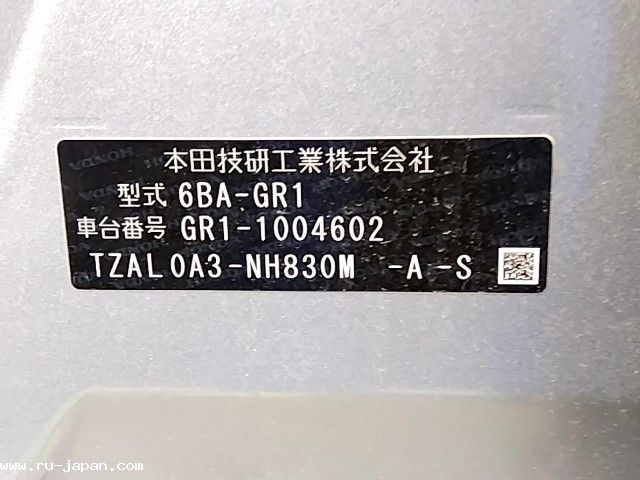 本田技研工業株式会社
型式 6BA-GR1
車台番号 GR1-1004602
TZAL0A3-NH830M -A -S
www.ru-japan.com